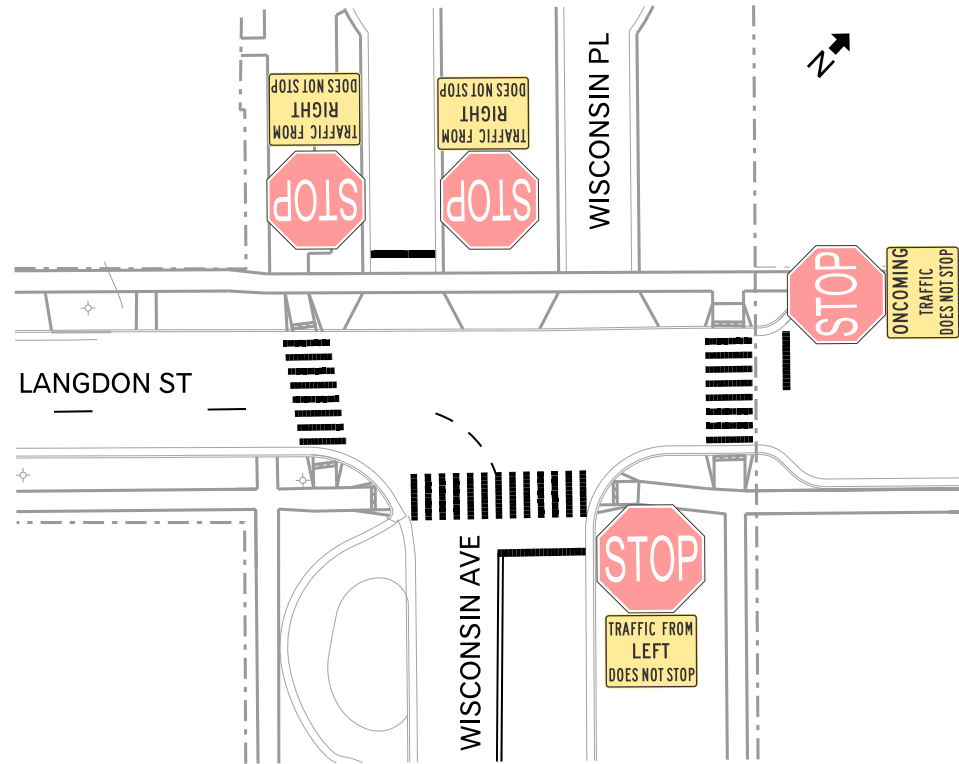 WISCONSIN PL
N
TRAFFIC FROM
RIGHT
DOES NOT STOP
STOP
TRAFFIC FROM
RIGHT
DOES NOT STOP
STOP
STOP
ONCOMING
TRAFFIC
DOES NOT STOP
LANGDON ST
WISCONSIN AVE
STOP
TRAFFIC FROM
LEFT
DOES NOT STOP